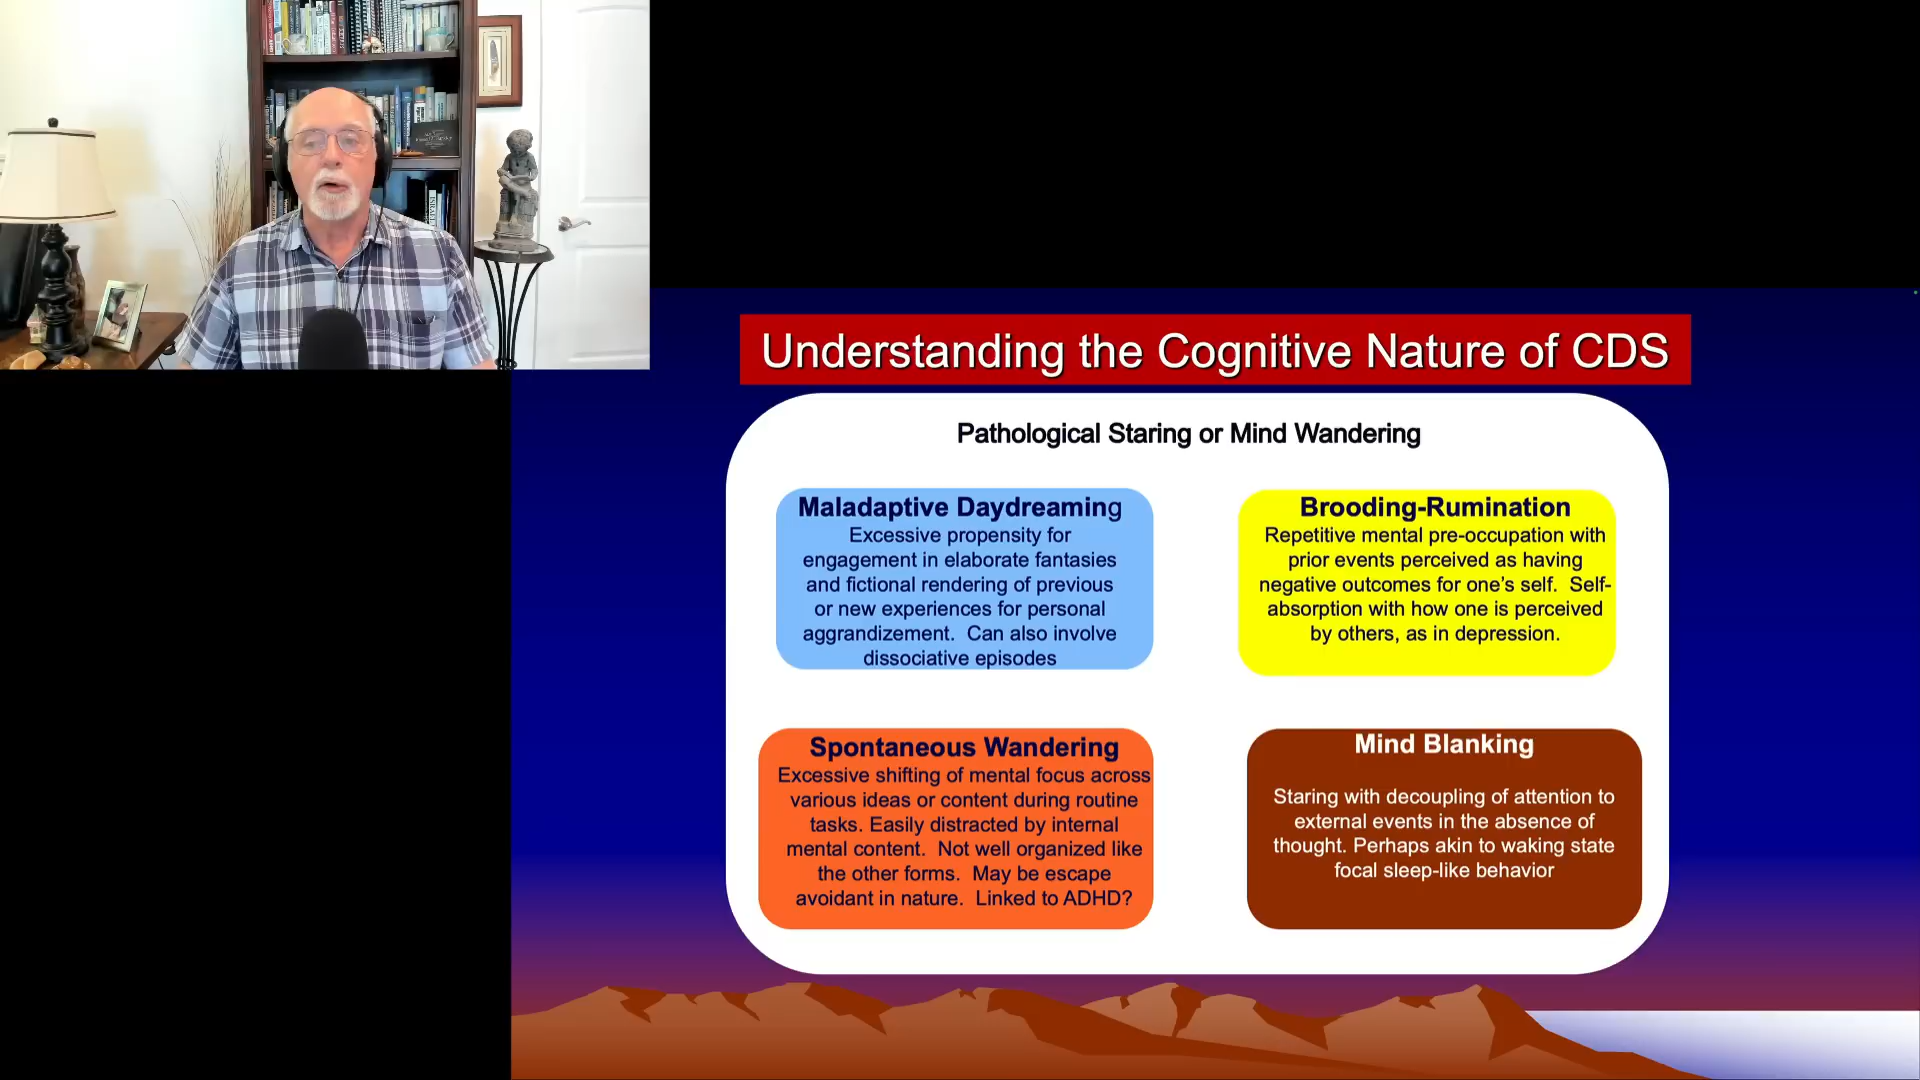 Understanding the Cognitive Nature of CDS
Pathological Staring or Mind Wandering
Maladaptive Daydreaming
Excessive propensity for
engagement in elaborate fantasies
and fictional rendering of previous
or new experiences for personal
aggrandizement.  Can also involve
dissociative episodes
Brooding-Rumination
Repetitive mental pre-occupation with
prior events perceived as having
negative outcomes for one’s self.  Self-
absorption with how one is perceived
by others, as in depression.
Spontaneous Wandering
Excessive shifting of mental focus across
various ideas or content during routine
tasks. Easily distracted by internal
mental content.  Not well organized like
the other forms.  May be escape
avoidant in nature.  Linked to ADHD?
Mind Blanking
Staring with decoupling of attention to
external events in the absence of
thought. Perhaps akin to waking state
focal sleep-like behavior